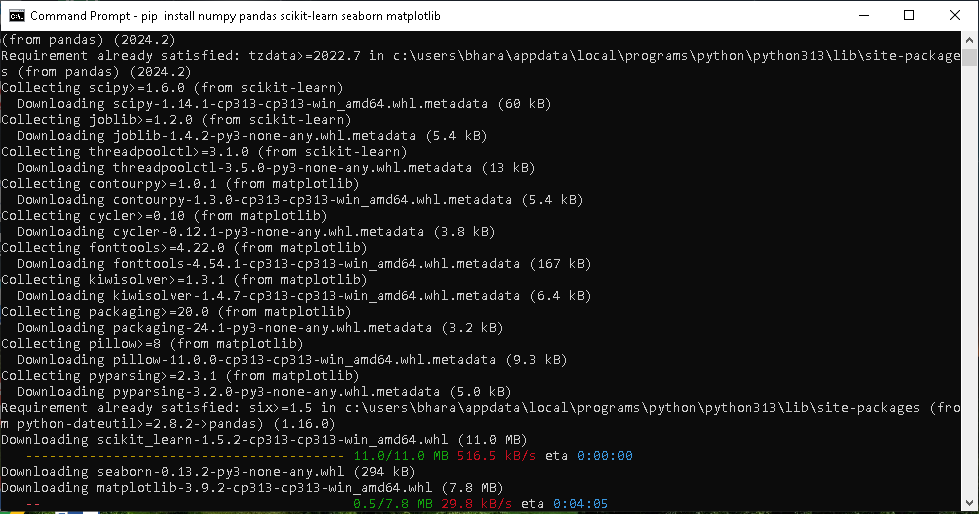 Command Prompt - pip  install numpy pandas scikit-learn seaborn matplotlib
(from pandas) (2024.2)
Requirement already satisfied: tzdata>=2022.7 in c:\users\bhara\appdata\local\programs\python\python313\lib\site-package
s (from pandas) (2024.2)
Collecting scipy>=1.6.0 (from scikit-learn)
  Downloading scipy-1.14.1-cp313-cp313-win_amd64.whl.metadata (60 kB)
Collecting joblib>=1.2.0 (from scikit-learn)
  Downloading joblib-1.4.2-py3-none-any.whl.metadata (5.4 kB)
Collecting threadpoolctl>=3.1.0 (from scikit-learn)
  Downloading threadpoolctl-3.5.0-py3-none-any.whl.metadata (13 kB)
Collecting contourpy>=1.0.1 (from matplotlib)
  Downloading contourpy-1.3.0-cp313-cp313-win_amd64.whl.metadata (5.4 kB)
Collecting cycler>=0.10 (from matplotlib)
  Downloading cycler-0.12.1-py3-none-any.whl.metadata (3.8 kB)
Collecting fonttools>=4.22.0 (from matplotlib)
  Downloading fonttools-4.54.1-cp313-cp313-win_amd64.whl.metadata (167 kB)
Collecting kiwisolver>=1.3.1 (from matplotlib)
  Downloading kiwisolver-1.4.7-cp313-cp313-win_amd64.whl.metadata (6.4 kB)
Collecting packaging>=20.0 (from matplotlib)
  Downloading packaging-24.1-py3-none-any.whl.metadata (3.2 kB)
Collecting pillow>=8 (from matplotlib)
  Downloading pillow-11.0.0-cp313-cp313-win_amd64.whl.metadata (9.3 kB)
Collecting pyparsing>=2.3.1 (from matplotlib)
  Downloading pyparsing-3.2.0-py3-none-any.whl.metadata (5.0 kB)
Requirement already satisfied: six>=1.5 in c:\users\bhara\appdata\local\programs\python\python313\lib\site-packages (fro
m python-dateutil>=2.8.2->pandas) (1.16.0)
Downloading scikit_learn-1.5.2-cp313-cp313-win_amd64.whl (11.0 MB)
   ---------------------------------------- 11.0/11.0 MB 516.5 kB/s eta 0:00:00
Downloading seaborn-0.13.2-py3-none-any.whl (294 kB)
Downloading matplotlib-3.9.2-cp313-cp313-win_amd64.whl (7.8 MB)
   -- 0.5/7.8 MB 29.8 kB/s eta 0:04:05